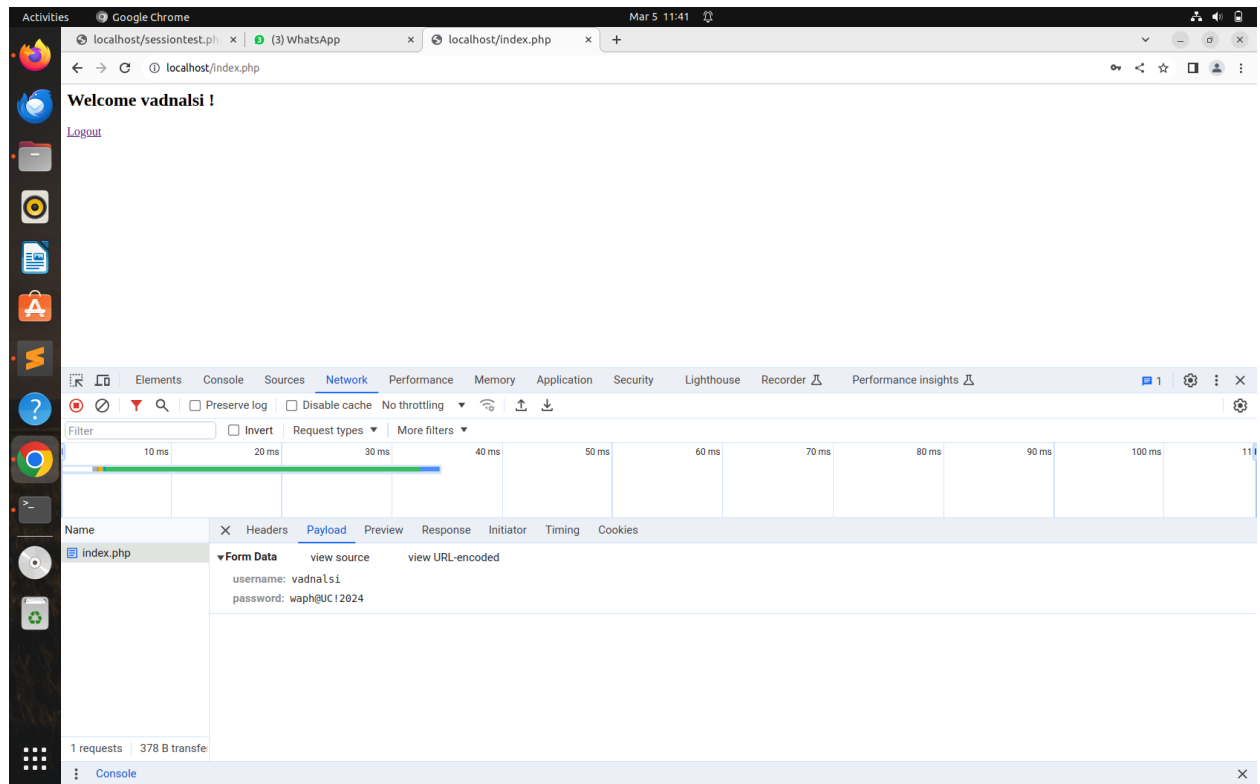 Activities Google Chrome Mar 5 11:41
localhost/sessiontest.ph (3) WhatsApp localhost/index.php
localhost/index.php
Welcome vadnalsi !
Logout
Elements Console Sources Network Performance Memory Application Security Lighthouse Recorder Performance insights 1
Preserve log Disable cache No throttling
Filter Invert Request types More filters
10 ms 20 ms 30 ms 40 ms 50 ms 60 ms 70 ms 80 ms 90 ms 100 ms 11
Name Headers Payload Preview Response Initiator Timing Cookies
index.php Form Data view source view URL-encoded
username: vadnalsi
password: waph@UC!2024
1 requests 378 B transfe
Console